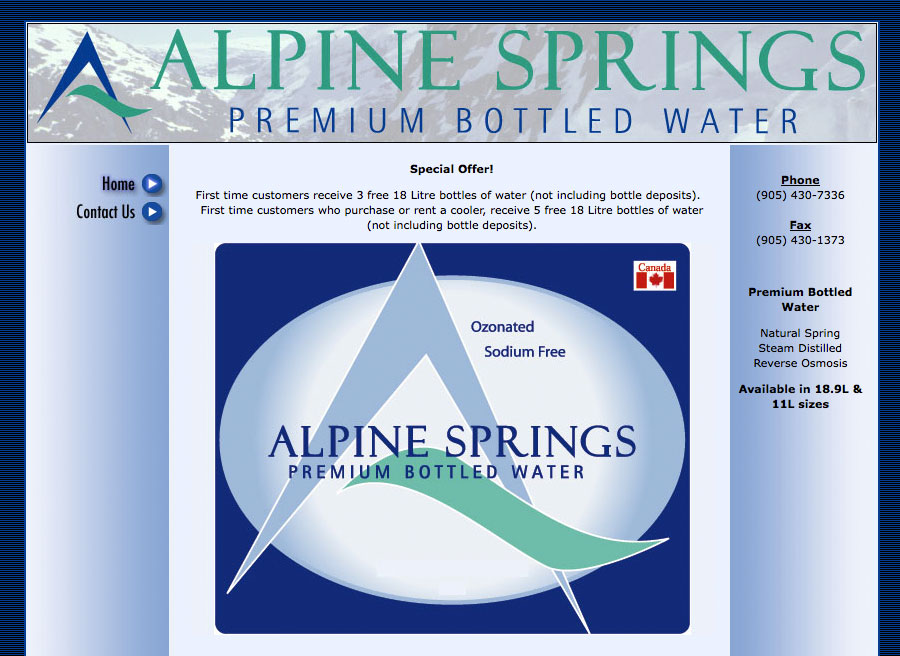 ALPINE SPRINGS
PREMIUM BOTTLED WATER
Home
Contact Us
Special Offer!
First time customers receive 3 free 18 Litre bottles of water (not including bottle deposits).
First time customers who purchase or rent a cooler, receive 5 free 18 Litre bottles of water
(not including bottle deposits).
Canada
Ozonated
Sodium Free
ALPINE SPRINGS
PREMIUM BOTTLED WATER
Phone
(905) 430-7336
Fax
(905) 430-1373
Premium Bottled
Water
Natural Spring
Steam Distilled
Reverse Osmosis
Available in 18.9L &
11L sizes